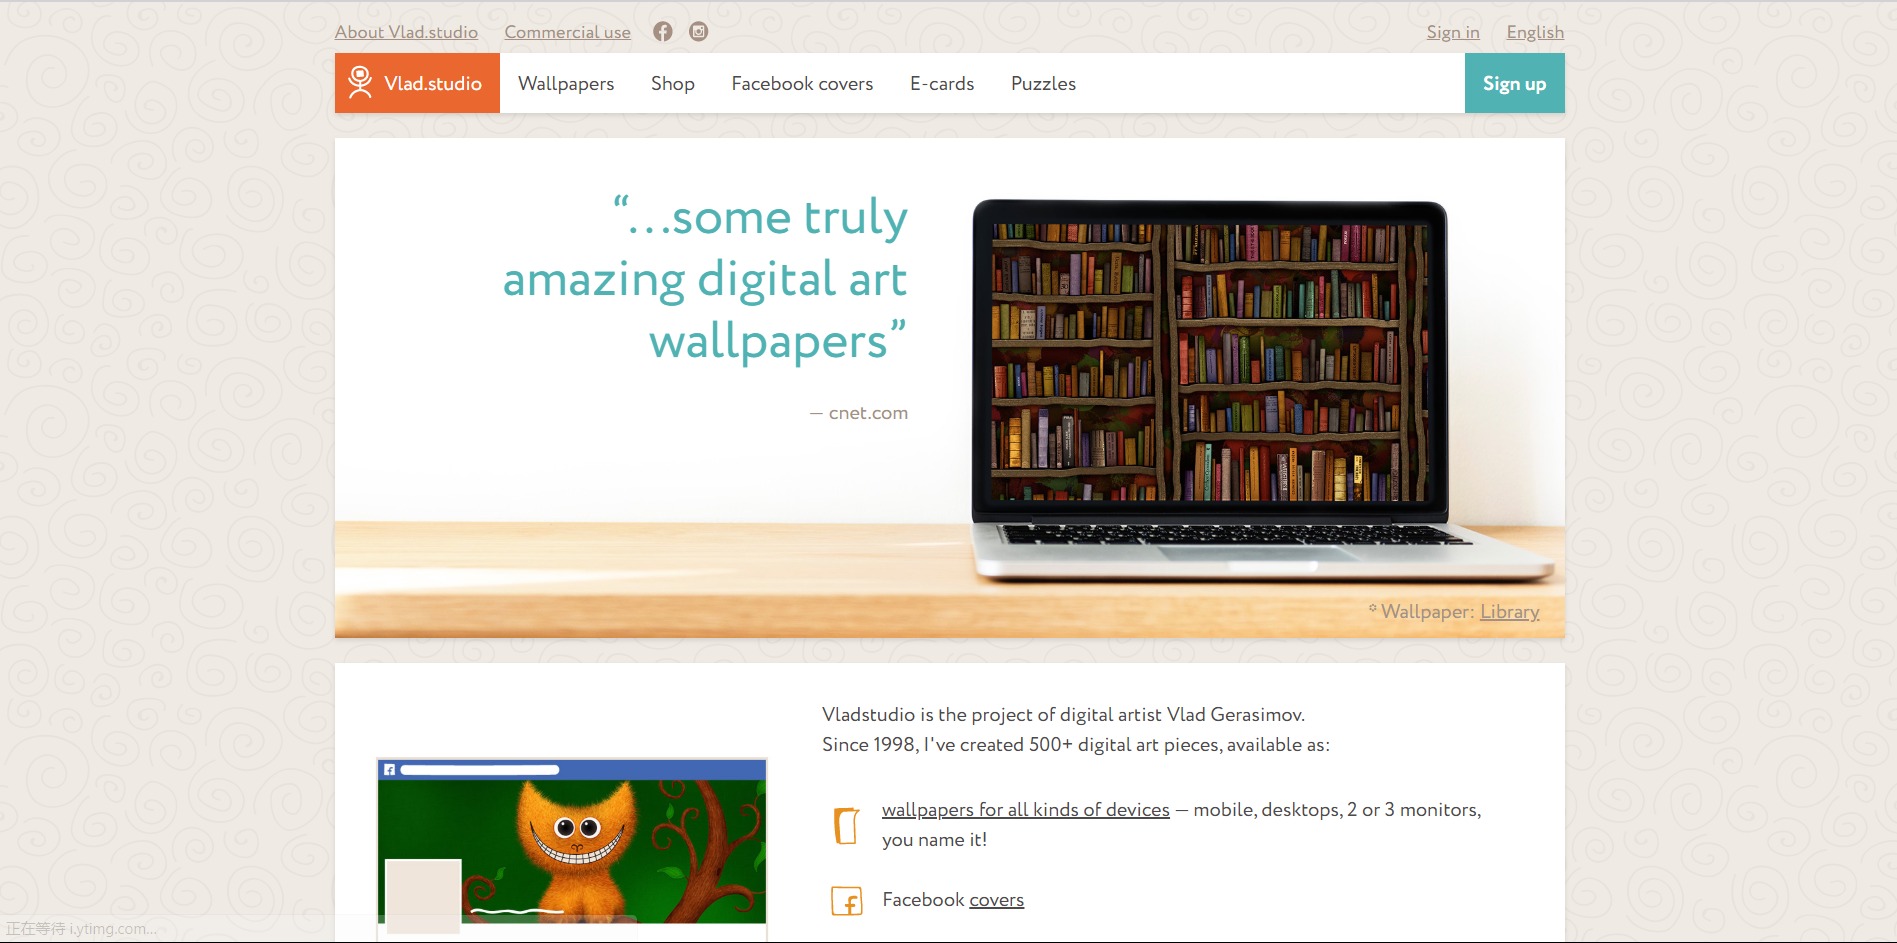 About Vlad.studio Commercial use Sign in English
Vlad.studio Wallpapers Shop Facebook covers E-cards Puzzles Sign up
“…some truly
amazing digital art
wallpapers”
— cnet.com
* Wallpaper: Library
Vladstudio is the project of digital artist Vlad Gerasimov.
Since 1998, I've created 500+ digital art pieces, available as:
wallpapers for all kinds of devices — mobile, desktops, 2 or 3 monitors,
you name it!
Facebook covers
正在等待 i.ytimg.com...